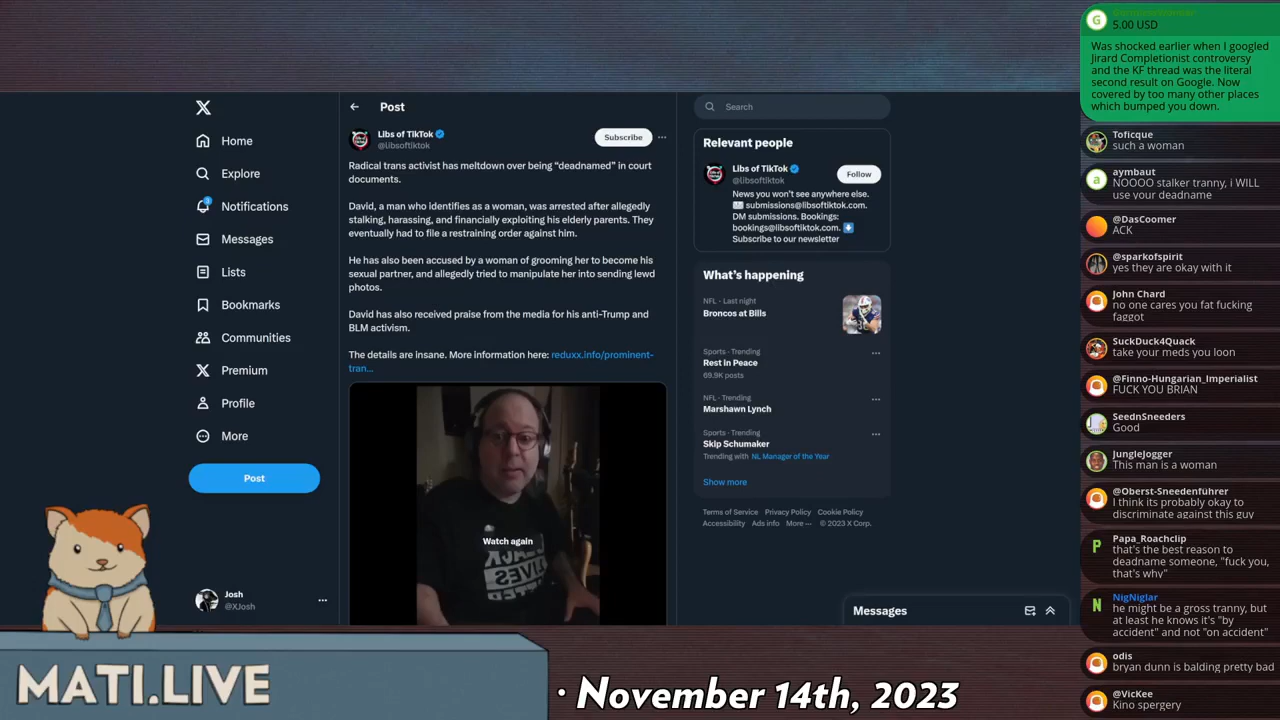 Home
Explore
3
Notifications
Messages
Lists
Bookmarks
Communities
Premium
Profile
More
Post
Josh
@XJosh
Post
Libs of TikTok
@libsoftiktok
Subscribe
Radical trans activist has meltdown over being “deadnamed” in court
documents.
David, a man who identifies as a woman, was arrested after allegedly
stalking, harassing, and financially exploiting his elderly parents. They
eventually had to file a restraining order against him.
He has also been accused by a woman of grooming her to become his
sexual partner, and allegedly tried to manipulate her into sending lewd
photos.
David has also received praise from the media for his anti-Trump and
BLM activism.
The details are insane. More information here: reduxx.info/prominent-
tran...
Watch again
Search
Relevant people
Libs of TikTok
@libsoftiktok
Follow
News you won’t see anywhere else.
submissions@libsoftiktok.com.
DM submissions. Bookings:
bookings@libsoftiktok.com.
Subscribe to our newsletter
What’s happening
NFL · Last night
Broncos at Bills
Sports · Trending
Rest in Peace
69.9K posts
NFL · Trending
Marshawn Lynch
Sports · Trending
Skip Schumaker
Trending with NL Manager of the Year
Show more
Terms of Service Privacy Policy Cookie Policy
Accessibility Ads info More ··· © 2023 X Corp.
Messages
G
5.00 USD
Was shocked earlier when I googled
Jirard Completionist controversy
and the KF thread was the literal
second result on Google. Now
covered by too many other places
which bumped you down.
Toficque
such a woman
a
aymbaut
NOOOO stalker tranny, i WILL
use your deadname
@DasCoomer
ACK
@sparkofspirit
yes they are okay with it
John Chard
no one cares you fat fucking
faggot
SuckDuck4Quack
take your meds you loon
@Finno-Hungarian_Imperialist
FUCK YOU BRIAN
SeednSneeders
Good
JungleJogger
This man is a woman
@Oberst-Sneedenführer
I think its probably okay to
discriminate against this guy
P
Papa_Roachclip
that's the best reason to
deadname someone, "fuck you,
that's why"
N
NigNiglar
he might be a gross tranny, but
at least he knows it's "by
accident" and not "on accident"
odis
bryan dunn is balding pretty bad
@VicKee
Kino spergery
MATI.LIVE
· November 14th, 2023